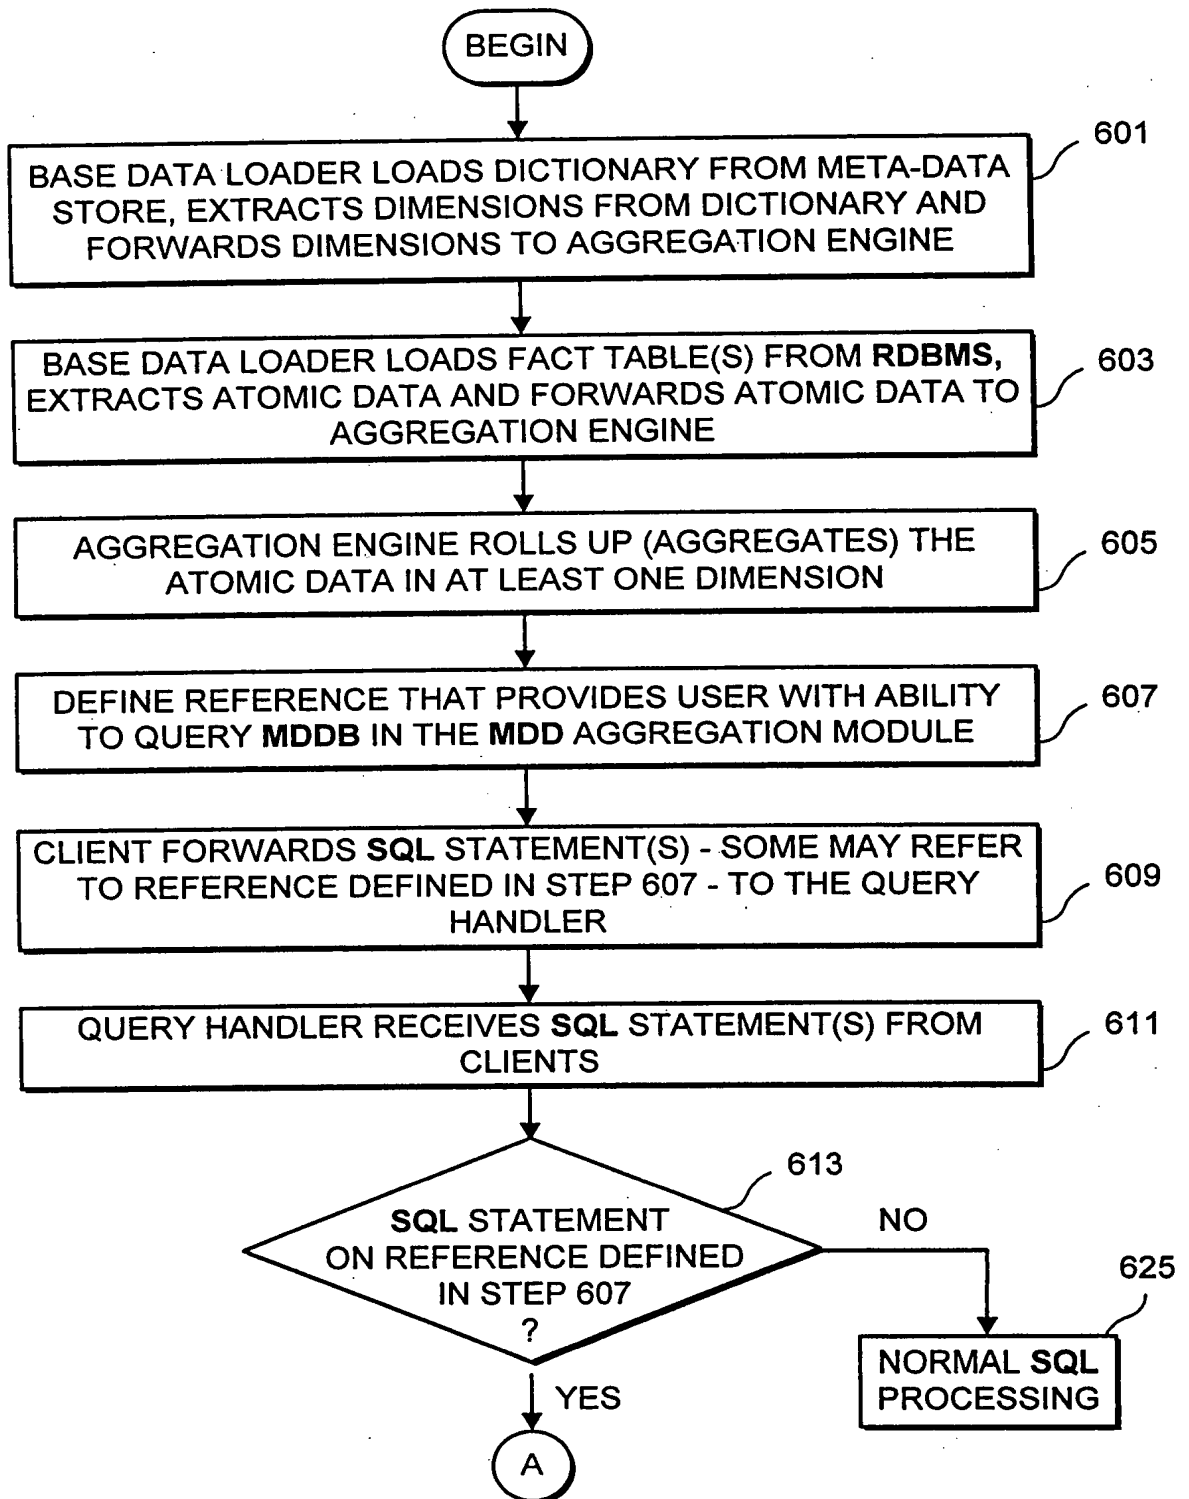 BEGIN
601
BASE DATA LOADER LOADS DICTIONARY FROM META-DATA
STORE, EXTRACTS DIMENSIONS FROM DICTIONARY AND
FORWARDS DIMENSIONS TO AGGREGATION ENGINE
BASE DATA LOADER LOADS FACT TABLE(S) FROM RDBMS,
EXTRACTS ATOMIC DATA AND FORWARDS ATOMIC DATA TO
AGGREGATION ENGINE
603
AGGREGATION ENGINE ROLLS UP (AGGREGATES) THE
ATOMIC DATA IN AT LEAST ONE DIMENSION
605
DEFINE REFERENCE THAT PROVIDES USER WITH ABILITY
TO QUERY MDDB IN THE MDD AGGREGATION MODULE
607
CLIENT FORWARDS SQL STATEMENT(S) - SOME MAY REFER
TO REFERENCE DEFINED IN STEP 607 - TO THE QUERY
HANDLER
609
QUERY HANDLER RECEIVES SQL STATEMENT(S) FROM
CLIENTS
611
613
SQL STATEMENT
ON REFERENCE DEFINED
IN STEP 607
?
NO
625
NORMAL SQL
PROCESSING
YES
A